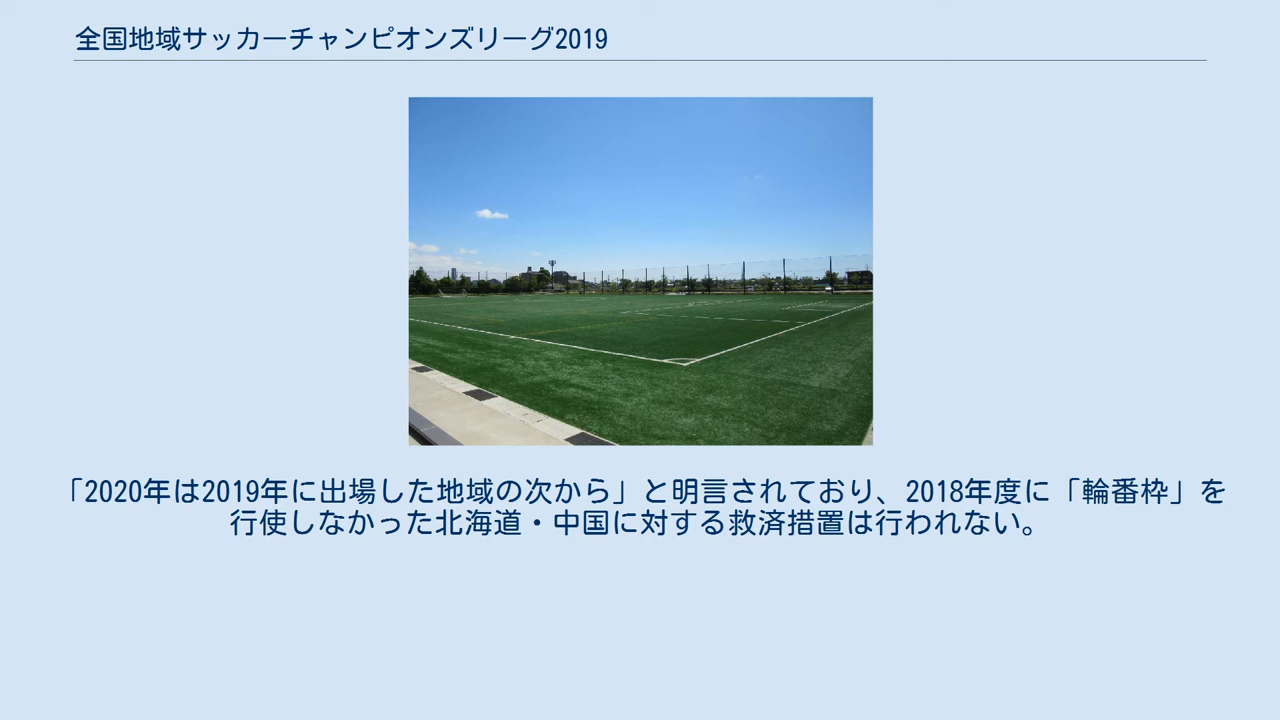 全国地域サッカーチャンピオンズリーグ2019
「2020年は2019年に出場した地域の次から」と明言されており、2018年度に「輪番枠」を
行使しなかった北海道・中国に対する救済措置は行われない。